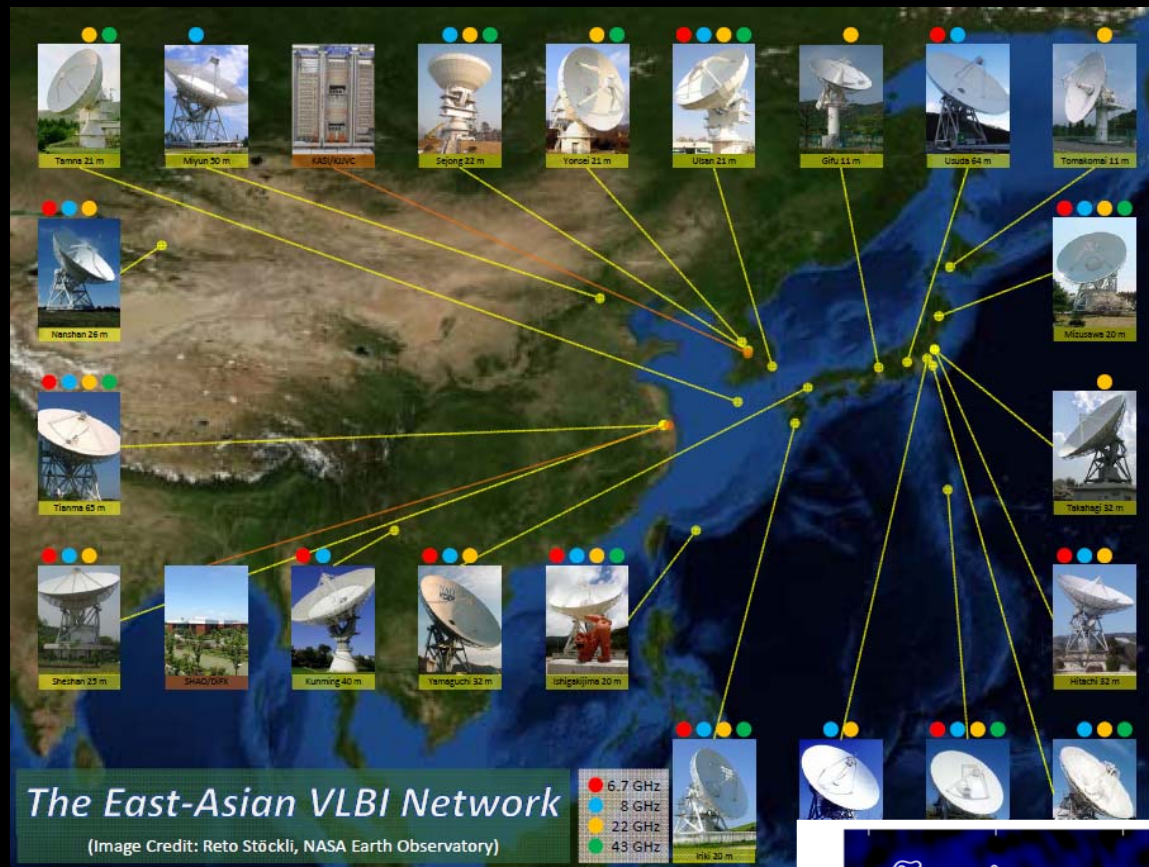 Tamna 21 m
Miyun 50 m
KASI/KJJVC
Sejong 22 m
Yonsei 21 m
Ulsan 21 m
Gifu 11 m
Usuda 64 m
Tomakomai 11 m
Nanshan 26 m
Mizusawa 20 m
Tianma 65 m
Takahagi 32 m
Sheshan 25 m
SHAO/DiFX
Kunming 40 m
Yamaguchi 32 m
Ishigakijima 20 m
Hitachi 32 m
Iriki 20 m
The East-Asian VLBI Network
(Image Credit: Reto Stöckli, NASA Earth Observatory)
6.7 GHz
8 GHz
22 GHz
43 GHz